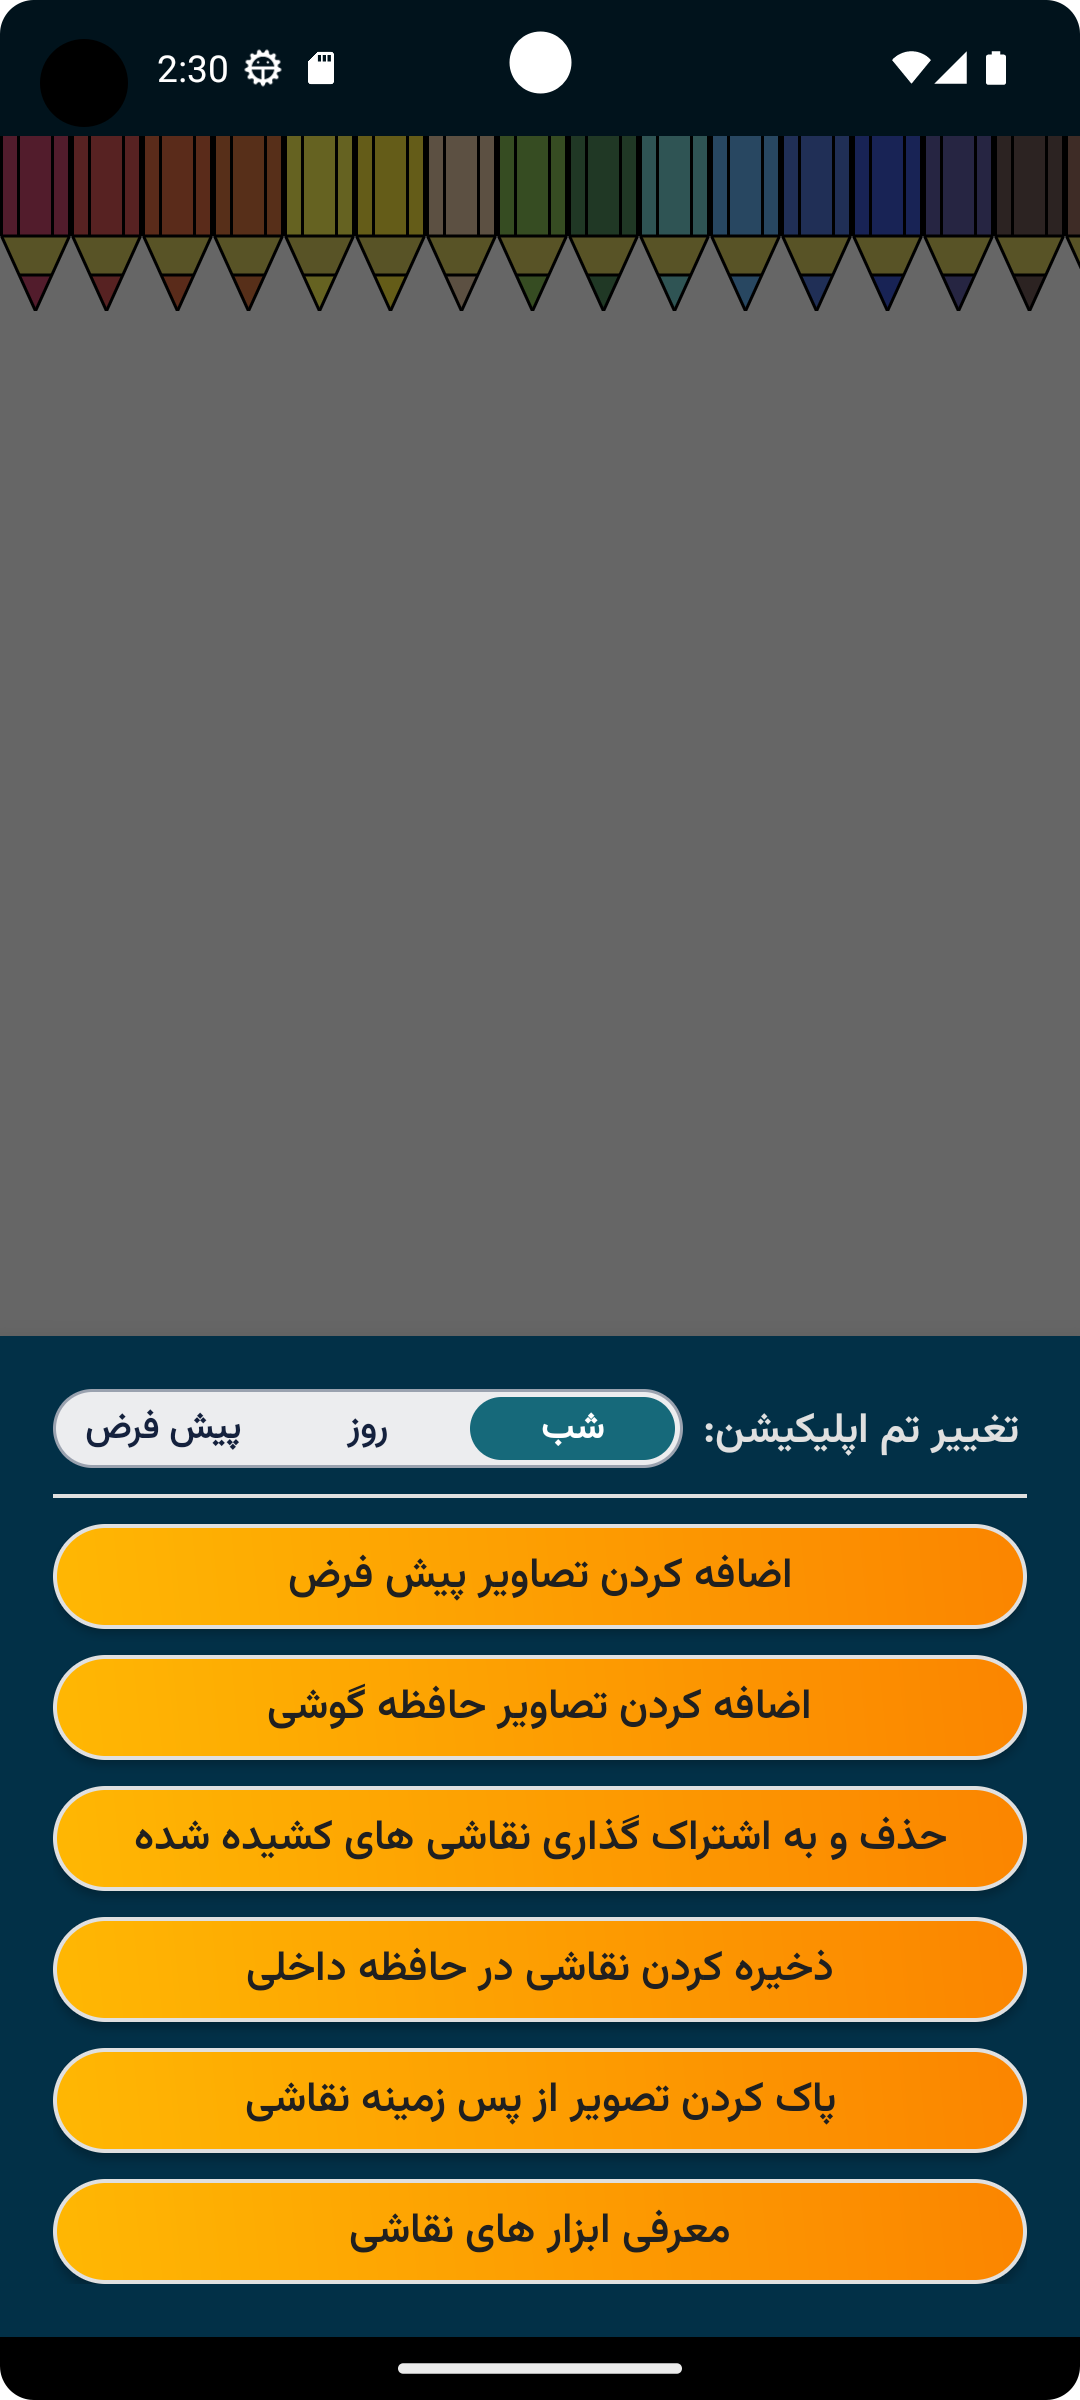 2:30
تغییر تم اپلیکیشن:
شب
روز
پیش فرض
اضافه کردن تصاویر پیش فرض
اضافه کردن تصاویر حافظه گوشی
حذف و به اشتراک گذاری نقاشی های کشیده شده
ذخیره کردن نقاشی در حافظه داخلی
پاک کردن تصویر از پس زمینه نقاشی
معرفی ابزار های نقاشی